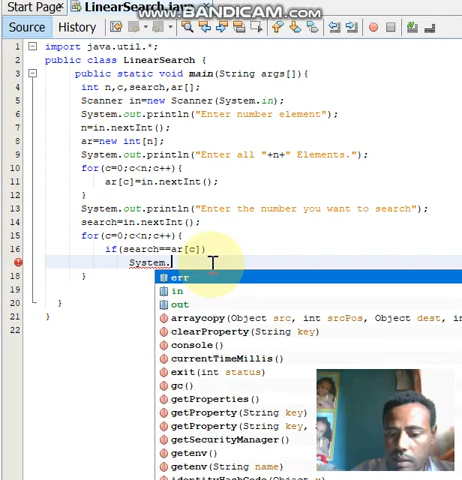 Start Page
LinearSearch.java
WWW.BANDICAM.COM
Source
History
1 import java.util.*;
2 public class LinearSearch {
3 public static void main(String args[]){
4 int n,c,search,ar[];
5 Scanner in=new Scanner(System.in);
6 System.out.println("Enter number element");
7 n=in.nextInt();
8 ar=new int[n];
9 System.out.println("Enter all "+n+" Elements.");
10 for(c=0;c<n;c++){
11 ar[c]=in.nextInt();
12 }
13 System.out.println("Enter the number you want to search");
14 search=in.nextInt();
15 for(c=0;c<n;c++){
16 if(search==ar[c])
System.
18 }
19
20 }
21 }
22
err
in
out
arraycopy(Object src, int srcPos, Object dest, in
clearProperty(String key)
console()
currentTimeMillis()
exit(int status)
gc()
getProperties()
getProperty(String key)
getProperty(String key,
getSecurityManager()
getenv()
getenv(String name)
identityHashCode(Object x)